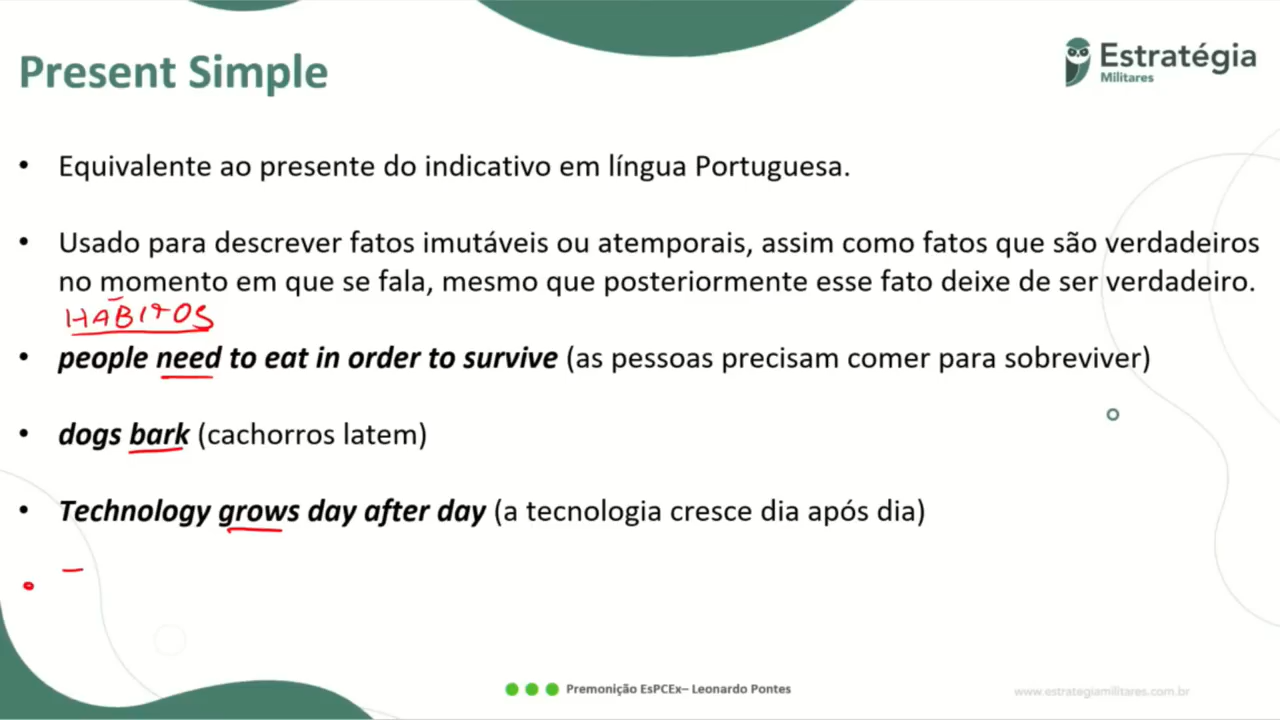 Present Simple
Estratégia
Militares
• Equivalente ao presente do indicativo em língua Portuguesa.
• Usado para descrever fatos imutáveis ou atemporais, assim como fatos que são verdadeiros
no momento em que se fala, mesmo que posteriormente esse fato deixe de ser verdadeiro.
HÁBITOS
• people need to eat in order to survive (as pessoas precisam comer para sobreviver)
• dogs bark (cachorros latem)
• Technology grows day after day (a tecnologia cresce dia após dia)
Premonição EsPCEx– Leonardo Pontes
www.estrategiamilitares.com.br